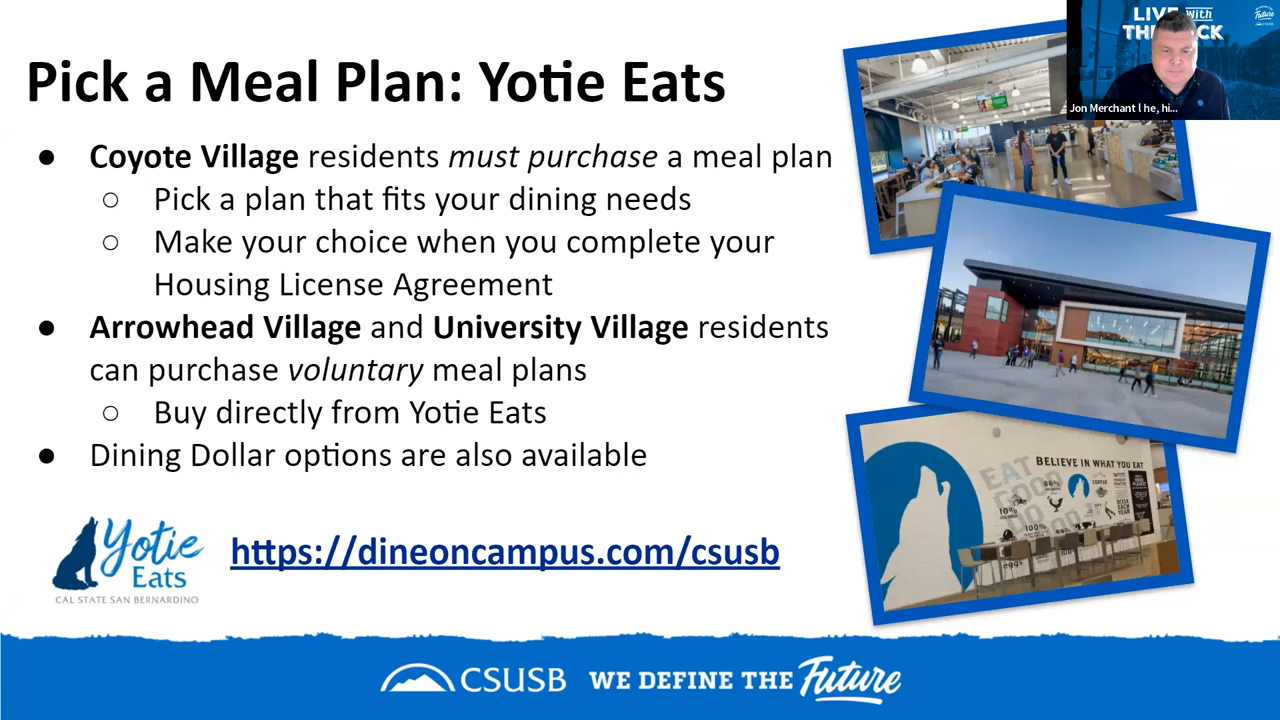 Pick a Meal Plan: Yotie Eats
● Coyote Village residents must purchase a meal plan
○ Pick a plan that fits your dining needs
○ Make your choice when you complete your
Housing License Agreement
● Arrowhead Village and University Village residents
can purchase voluntary meal plans
○ Buy directly from Yotie Eats
● Dining Dollar options are also available
Yotie
Eats
CAL STATE SAN BERNARDINO
https://dineoncampus.com/csusb
LIVE with
Jon Merchant l he, hi...
BELIEVE IN WHAT YOU EAT
EAT
GOOD
10%
100%
CSUSB WE DEFINE THE Future